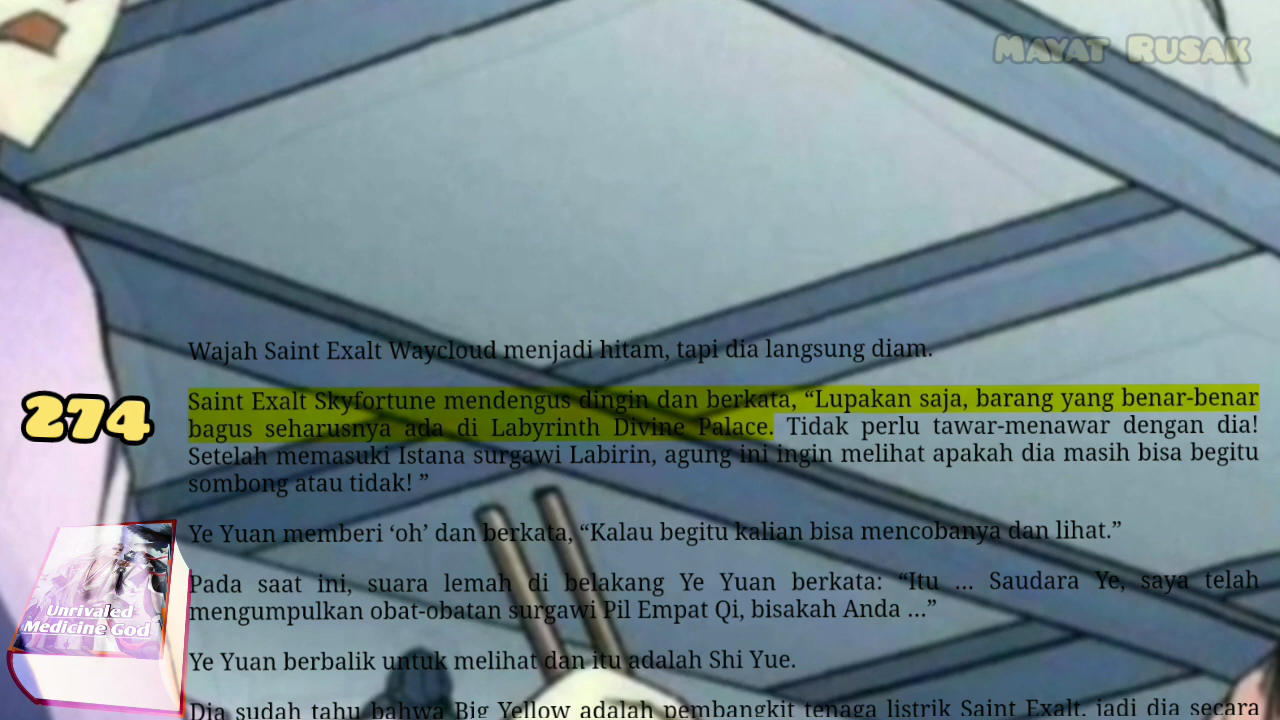 Mayat Rusak
Wajah Saint Exalt Waycloud menjadi hitam, tapi dia langsung diam.
Saint Exalt Skyfortune mendengus dingin dan berkata, “Lupakan saja, barang yang benar-benar
bagus seharusnya ada di Labyrinth Divine Palace. Tidak perlu tawar-menawar dengan dia!
Setelah memasuki Istana surgawi Labirin, agung ini ingin melihat apakah dia masih bisa begitu
sombong atau tidak! ”
274
Ye Yuan memberi ‘oh’ dan berkata, “Kalau begitu kalian bisa mencobanya dan lihat.”
Pada saat ini, suara lemah di belakang Ye Yuan berkata: “Itu ... Saudara Ye, saya telah
mengumpulkan obat-obatan surgawi Pil Empat Qi, bisakah Anda ...”
Unrivaled
Medicine God
Ye Yuan berbalik untuk melihat dan itu adalah Shi Yue.
Dia sudah tahu bahwa Big Yellow adalah pembangkit tenaga listrik Saint Exalt, jadi dia secara